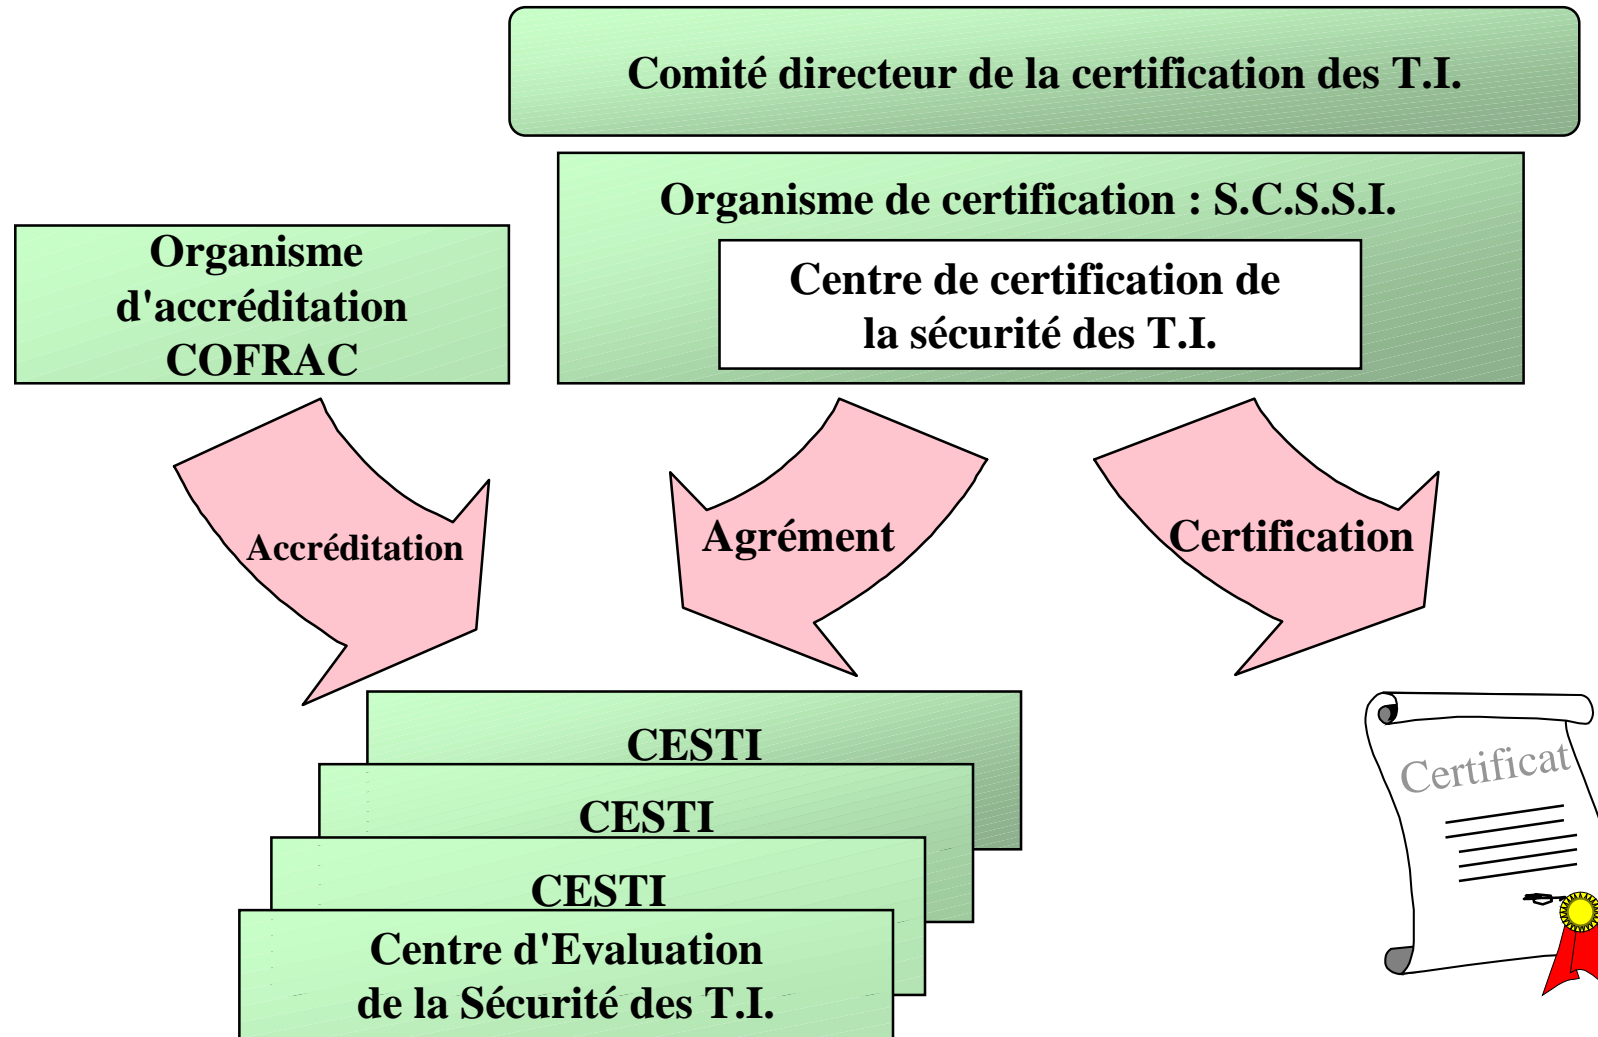 Comité directeur de la certification des T.I.
Organisme de certification : S.C.S.S.I.
Centre de certification de
la sécurité des T.I.
Organisme
d'accréditation
COFRAC
Accréditation
Agrément
Certification
CESTI
CESTI
CESTI
Centre d'Evaluation
de la Sécurité des T.I.
Certificat